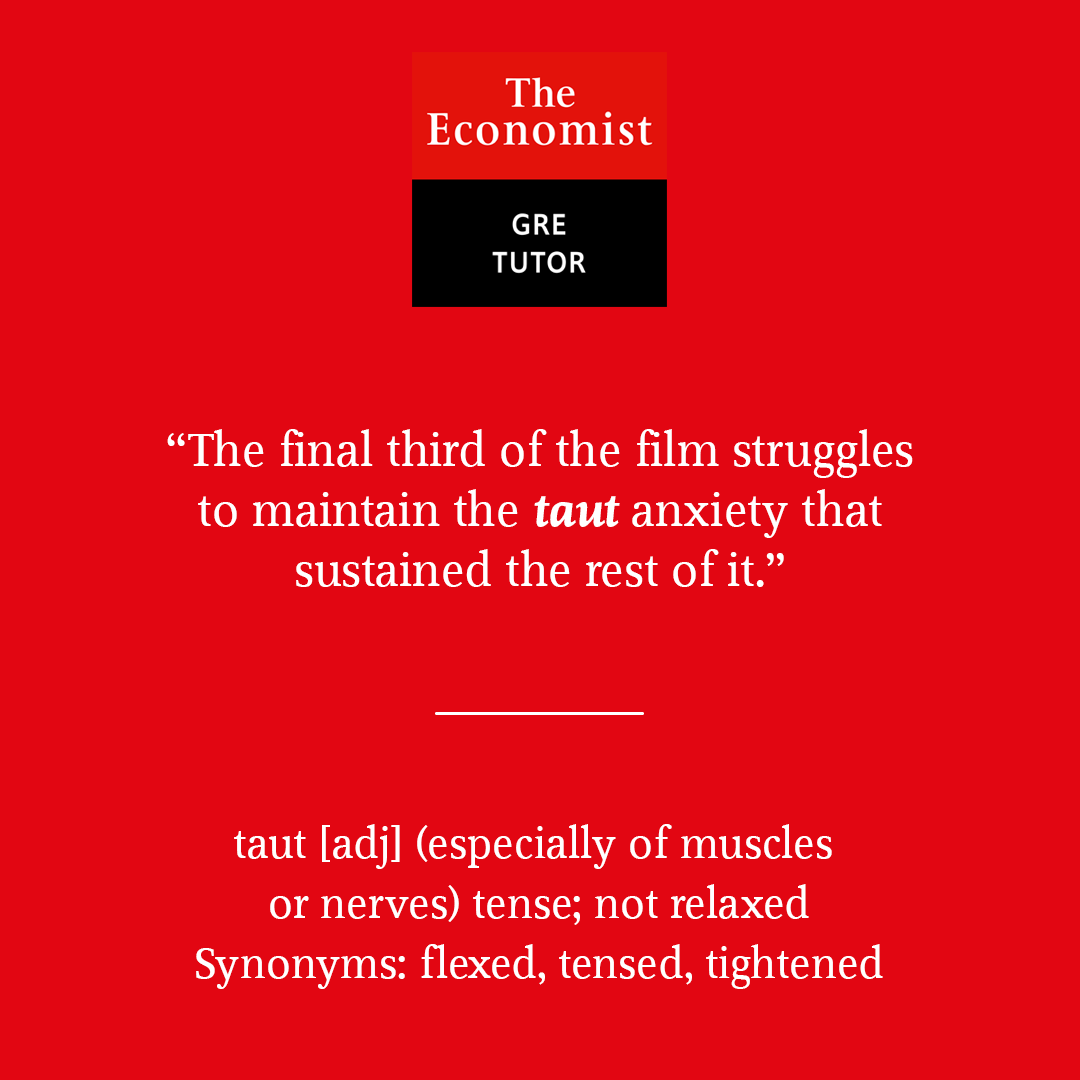 The
Economist
GRE
TUTOR
“The final third of the film struggles
to maintain the taut anxiety that
sustained the rest of it.”
taut [adj] (especially of muscles
or nerves) tense; not relaxed
Synonyms: flexed, tensed, tightened